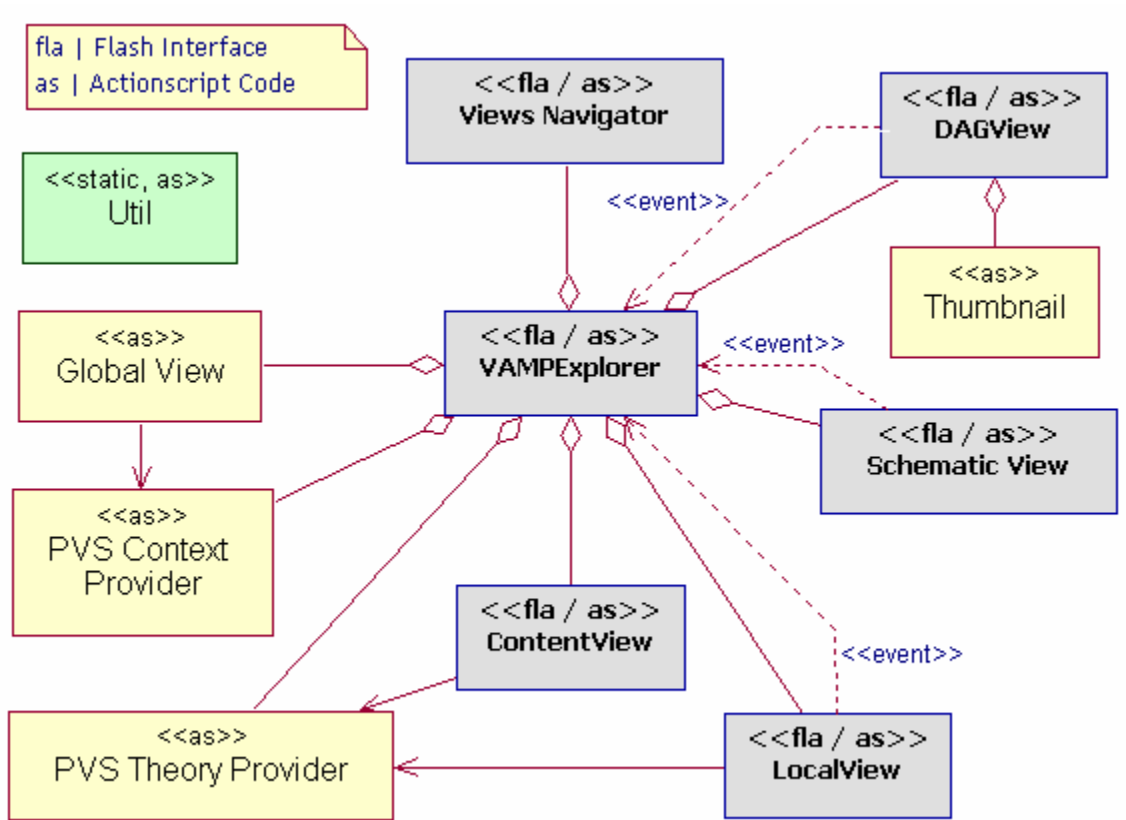 fla | Flash Interface
as | Actionscript Code
<<fla / as>>
Views Navigator
<<fla / as>>
DAGView
<<static, as>>
Util
<<event>>
<<as>>
Thumbnail
<<as>>
Global View
<<fla / as>>
VAMPExplorer
<<event>>
<<fla / as>>
Schematic View
<<as>>
PVS Context
Provider
<<fla / as>>
ContentView
<<event>>
<<as>>
PVS Theory Provider
<<fla / as>>
LocalView